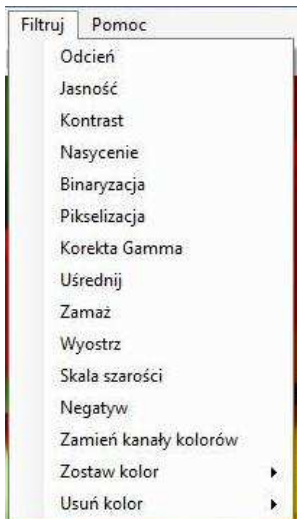 Filtruj Pomoc
Odcień
Jasność
Kontrast
Nasycenie
Binaryzacja
Pikselizacja
Korekta Gamma
Uśrednij
Zamaż
Wyostrz
Skala szarości
Negatyw
Zamień kanały kolorów
Zostaw kolor
Usuń kolor